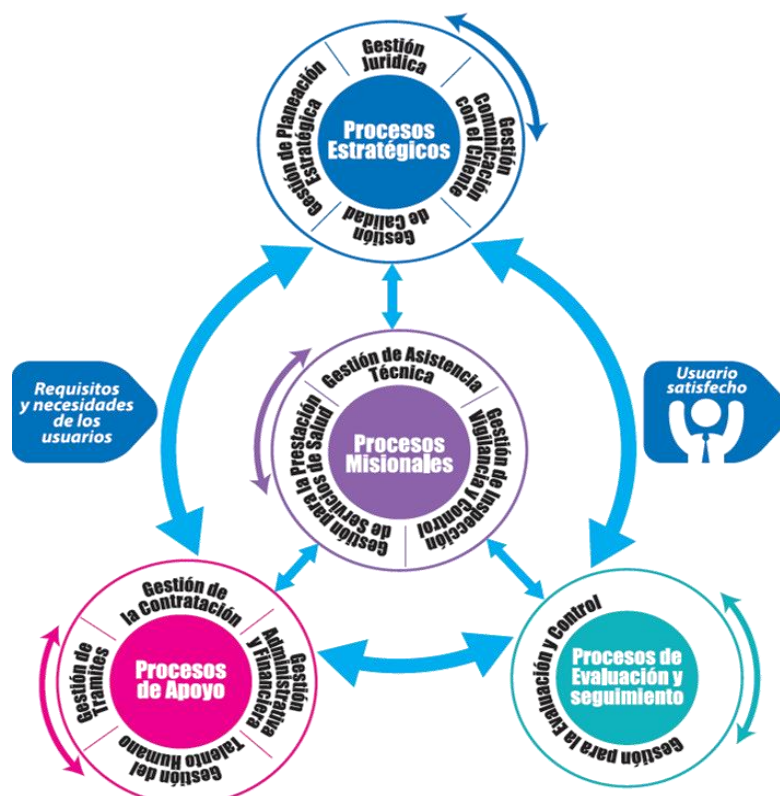 Gestión
Jurídica
Gestión de Planeación
Estratégica
Procesos
Estratégicos
Gestión
Comunicación
con el Cliente
Gestión
de Calidad
Requisitos
y necesidades
de los
usuarios
Usuario
satisfecho
Gestión de Asistencia
Técnica
Gestión para la Prestación
de Servicios de Salud
Procesos
Misionales
Gestión de Inspección
Vigilancia y Control
Gestión de
la Contratación
Gestión de
Tramites
Procesos
de Apoyo
Gestión
Administrativa
y Financiera
Gestión del
Talento Humano
Gestión para la Evaluación y Control
Procesos de
Evaluación y
seguimiento